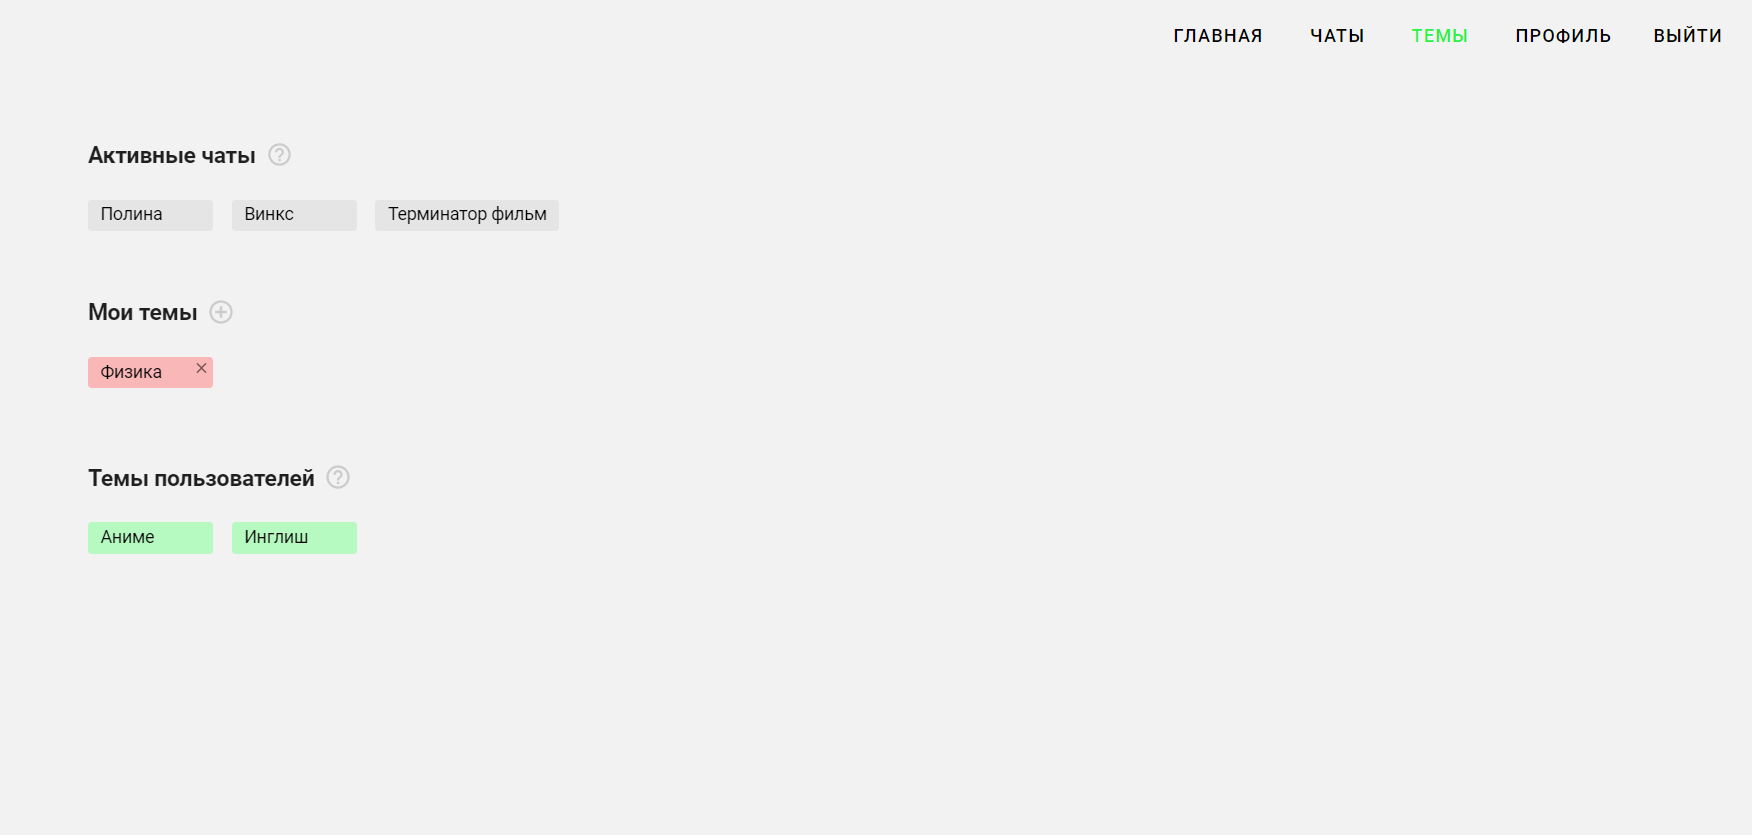 ГЛАВНАЯ ЧАТЫ ТЕМЫ ПРОФИЛЬ ВЫЙТИ
Активные чаты ?
Полина Винкс Терминатор фильм
Мои темы +
Физика ×
Темы пользователей ?
Аниме Инглиш